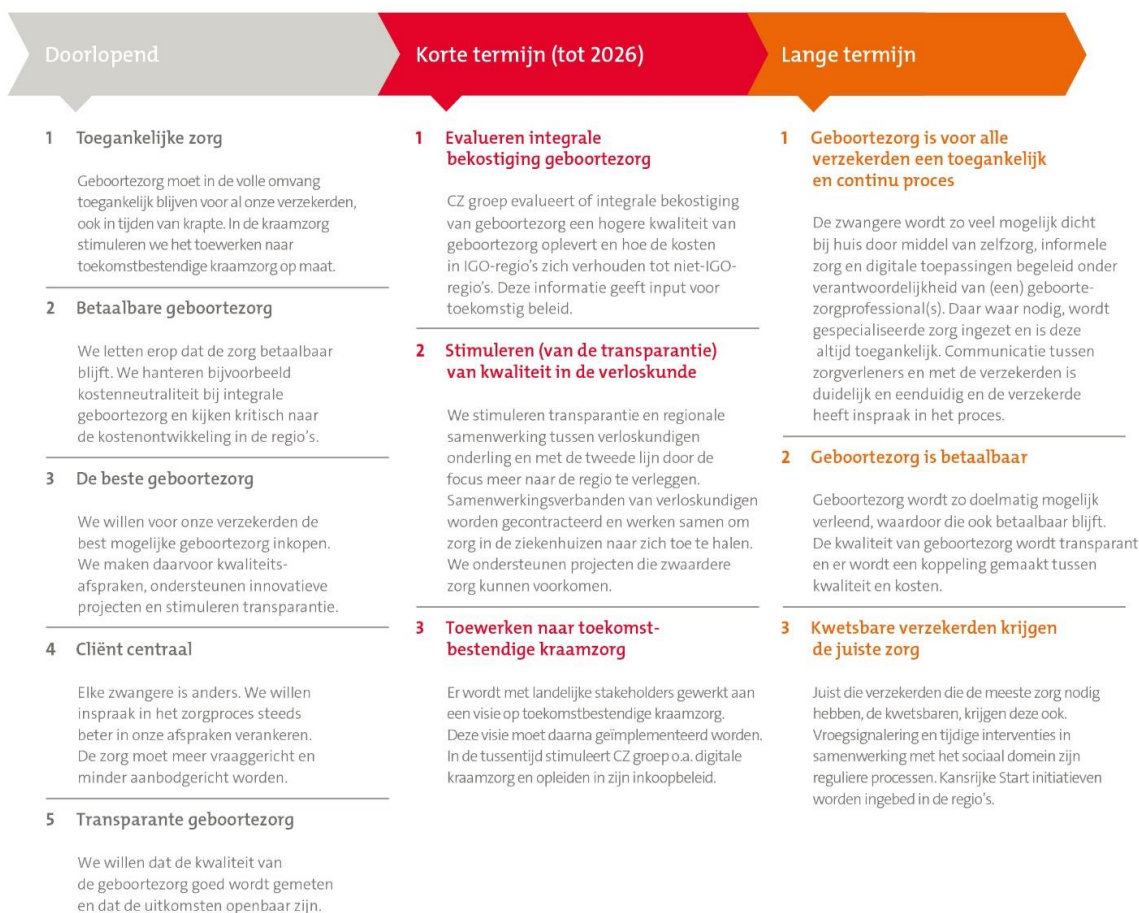 Doorlopend
1 Toegankelijke zorg
Geboortezorg moet in de volle omvang
toegankelijk blijven voor al onze verzekerden,
ook in tijden van krapte. In de kraamzorg
stimuleren we het toewerken naar
toekomstbestendige kraamzorg op maat.
2 Betaalbare geboortezorg
We letten erop dat de zorg betaalbaar
blijft. We hanteren bijvoorbeeld
kostenneutraliteit bij integrale
geboortezorg en kijken kritisch naar
de kostenontwikkeling in de regio's.
3 De beste geboortezorg
We willen voor onze verzekerden de
best mogelijke geboortezorg inkopen.
We maken daarvoor kwaliteits-
afspraken, ondersteunen innovatieve
projecten en stimuleren transparantie.
4 Cliënt centraal
Elke zwangere is anders. We willen
inspraak in het zorgproces steeds
beter in onze afspraken verankeren.
De zorg moet meer vraaggericht en
minder aanbodgericht worden.
5 Transparante geboortezorg
We willen dat de kwaliteit van
de geboortezorg goed wordt gemeten
en dat de uitkomsten openbaar zijn.
Korte termijn (tot 2026)
1 Evalueren integrale
bekostiging geboortezorg
CZ groep evalueert of integrale bekostiging
van geboortezorg een hogere kwaliteit van
geboortezorg oplevert en hoe de kosten
in IGO-regio's zich verhouden tot niet-IGO-
regio's. Deze informatie geeft input voor
toekomstig beleid.
2 Stimuleren (van de transparantie)
van kwaliteit in de verloskunde
We stimuleren transparantie en regionale
samenwerking tussen verloskundigen
onderling en met de tweede lijn door de
focus meer naar de regio te verleggen.
Samenwerkingsverbanden van verloskundigen
worden gecontracteerd en werken samen om
zorg in de ziekenhuizen naar zich toe te halen.
We ondersteunen projecten die zwaardere
zorg kunnen voorkomen.
3 Toewerken naar toekomst-
bestendige kraamzorg
Er wordt met landelijke stakeholders gewerkt aan
een visie op toekomstbestendige kraamzorg.
Deze visie moet daarna geïmplementeerd worden.
In de tussentijd stimuleert CZ groep o.a. digitale
kraamzorg en opleiden in zijn inkoopbeleid.
Lange termijn
1 Geboortezorg is voor alle
verzekerden een toegankelijk
en continu proces
De zwangere wordt zo veel mogelijk dicht
bij huis door middel van zelfzorg, informele
zorg en digitale toepassingen begeleid onder
verantwoordelijkheid van (een) geboorte-
zorgprofessional(s). Daar waar nodig, wordt
gespecialiseerde zorg ingezet en is deze
altijd toegankelijk. Communicatie tussen
zorgverleners en met de verzekerden is
duidelijk en eenduidig en de verzekerde
heeft inspraak in het proces.
2 Geboortezorg is betaalbaar
Geboortezorg wordt zo doelmatig mogelijk
verleend, waardoor die ook betaalbaar blijft.
De kwaliteit van geboortezorg wordt transparant
en er wordt een koppeling gemaakt tussen
kwaliteit en kosten.
3 Kwetsbare verzekerden krijgen
de juiste zorg
Juist die verzekerden die de meeste zorg nodig
hebben, de kwetsbaren, krijgen deze ook.
Vroegsignalering en tijdige interventies in
samenwerking met het sociaal domein zijn
reguliere processen. Kansrijke Start initiatieven
worden ingebed in de regio's.